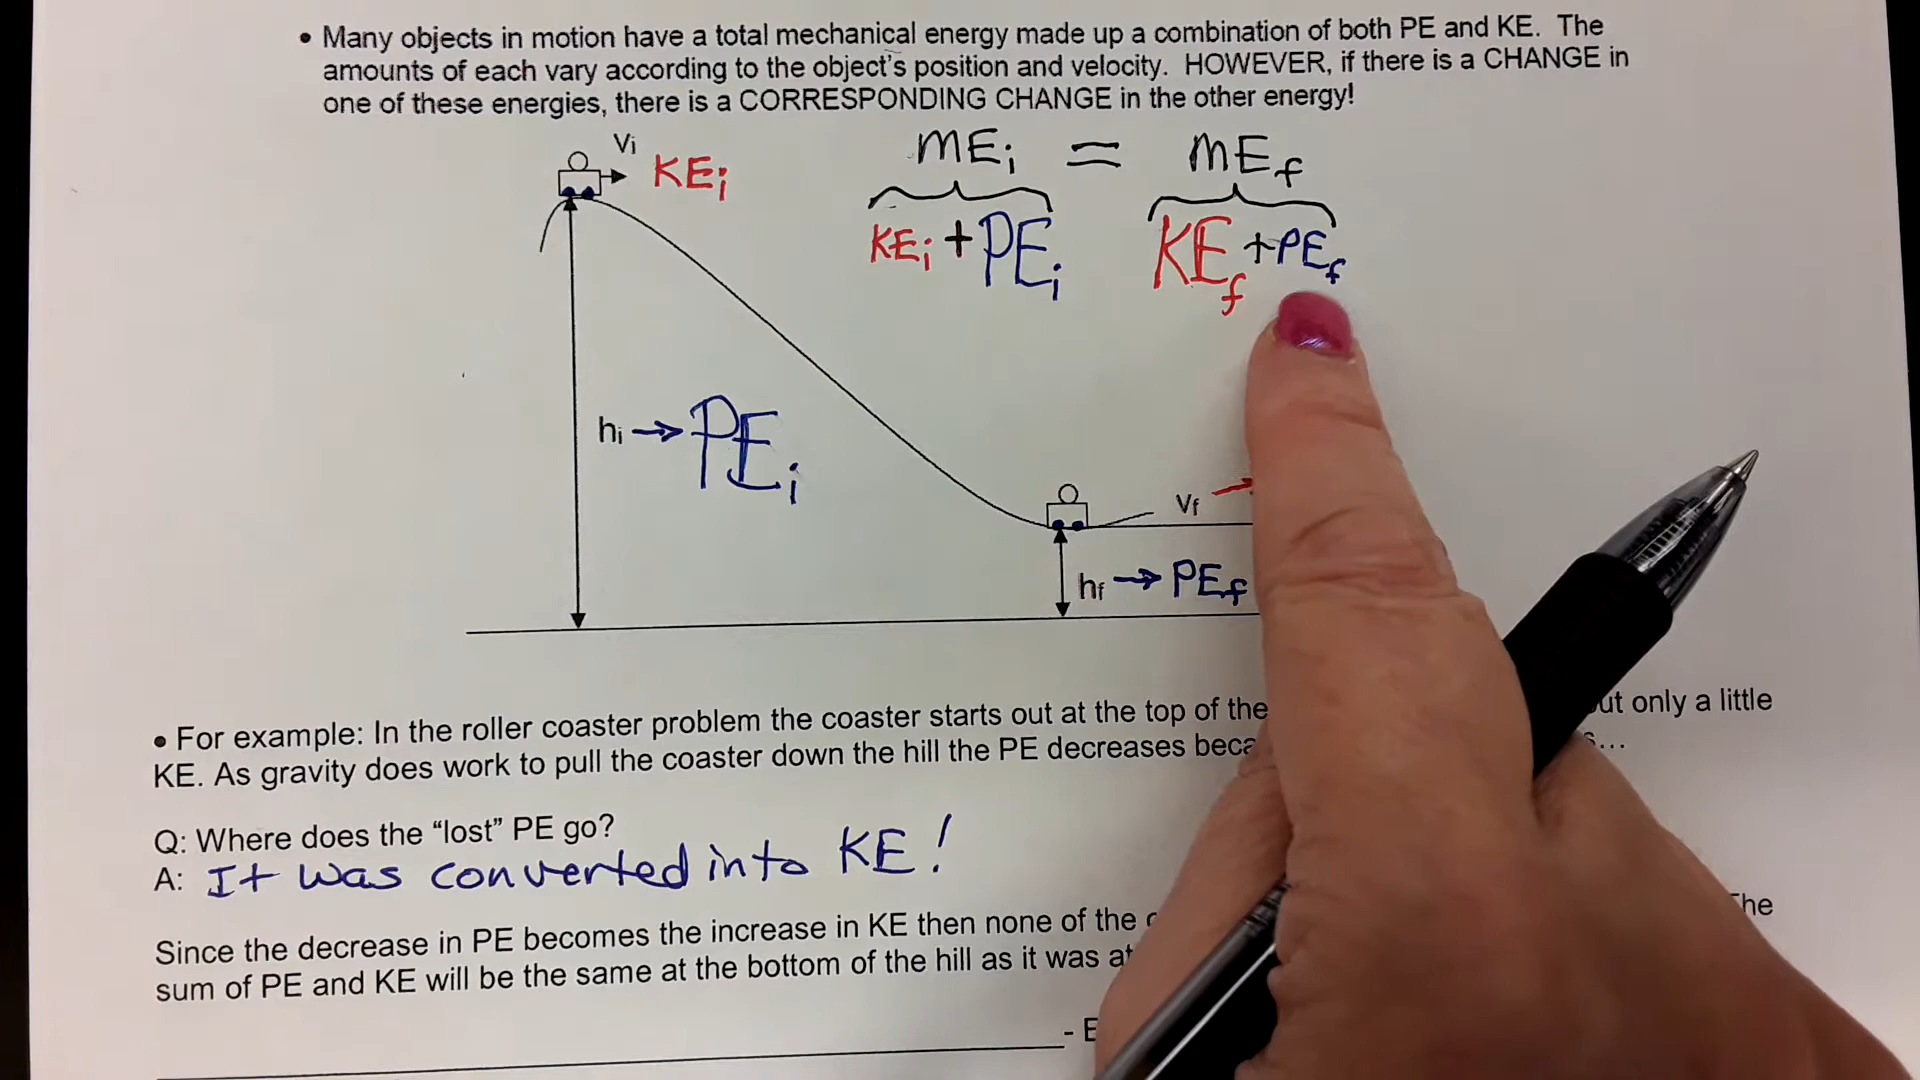 • Many objects in motion have a total mechanical energy made up a combination of both PE and KE. The
amounts of each vary according to the object's position and velocity. HOWEVER, if there is a CHANGE in
one of these energies, there is a CORRESPONDING CHANGE in the other energy!
Vi KEi
MEi = MEf
KEi + PEi KEf + PEf
hi → PEi
Vf
hf → PEf
• For example: In the roller coaster problem the coaster starts out at the top of the only a little
KE. As gravity does work to pull the coaster down the hill the PE decreases
Q: Where does the “lost” PE go?
A: It was converted into KE!
Since the decrease in PE becomes the increase in KE then none of the
sum of PE and KE will be the same at the bottom of the hill as it was